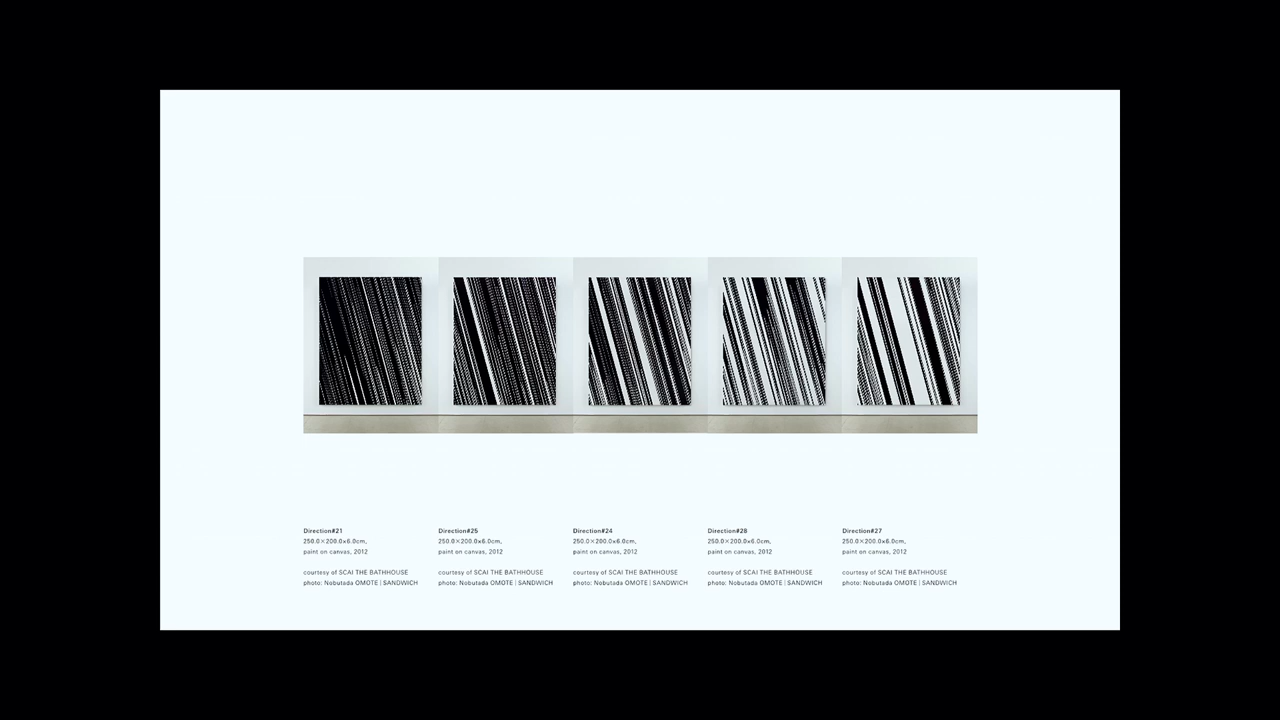 Direction#21
250.0×200.0×6.0cm,
paint on canvas, 2012
courtesy of SCAI THE BATHHOUSE
photo: Nobutada OMOTE | SANDWICH
Direction#25
250.0×200.0×6.0cm,
paint on canvas, 2012
courtesy of SCAI THE BATHHOUSE
photo: Nobutada OMOTE | SANDWICH
Direction#24
250.0×200.0×6.0cm,
paint on canvas, 2012
courtesy of SCAI THE BATHHOUSE
photo: Nobutada OMOTE | SANDWICH
Direction#28
250.0×200.0×6.0cm,
paint on canvas, 2012
courtesy of SCAI THE BATHHOUSE
photo: Nobutada OMOTE | SANDWICH
Direction#27
250.0×200.0×6.0cm,
paint on canvas, 2012
courtesy of SCAI THE BATHHOUSE
photo: Nobutada OMOTE | SANDWICH